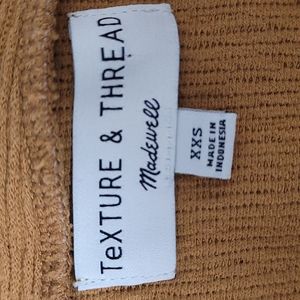 TeXTURE & THREAD
Madewell
XXS
MADE IN
INDONESIA